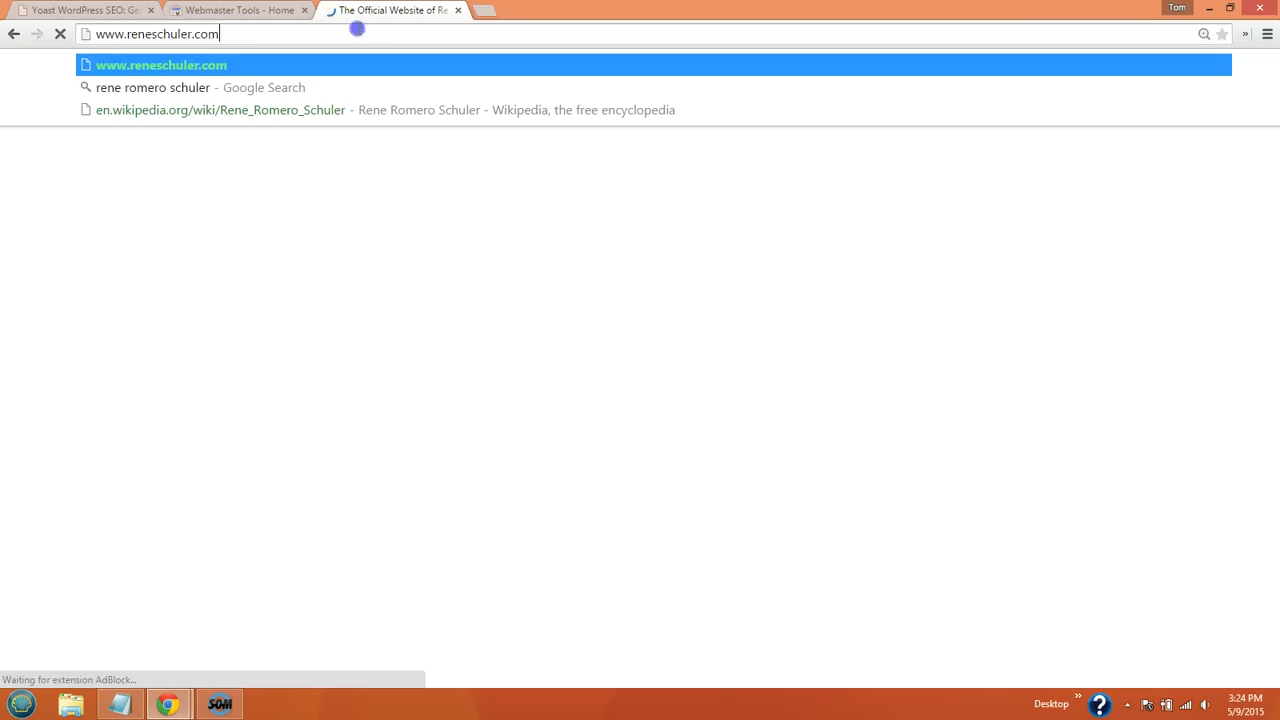 Yoast WordPress SEO: Ge
Webmaster Tools - Home
The Official Website of Re
Tom
www.reneschuler.com
www.reneschuler.com
rene romero schuler - Google Search
en.wikipedia.org/wiki/Rene_Romero_Schuler - Rene Romero Schuler - Wikipedia, the free encyclopedia
Waiting for extension AdBlock...
SOM
Desktop
3:24 PM
5/9/2015